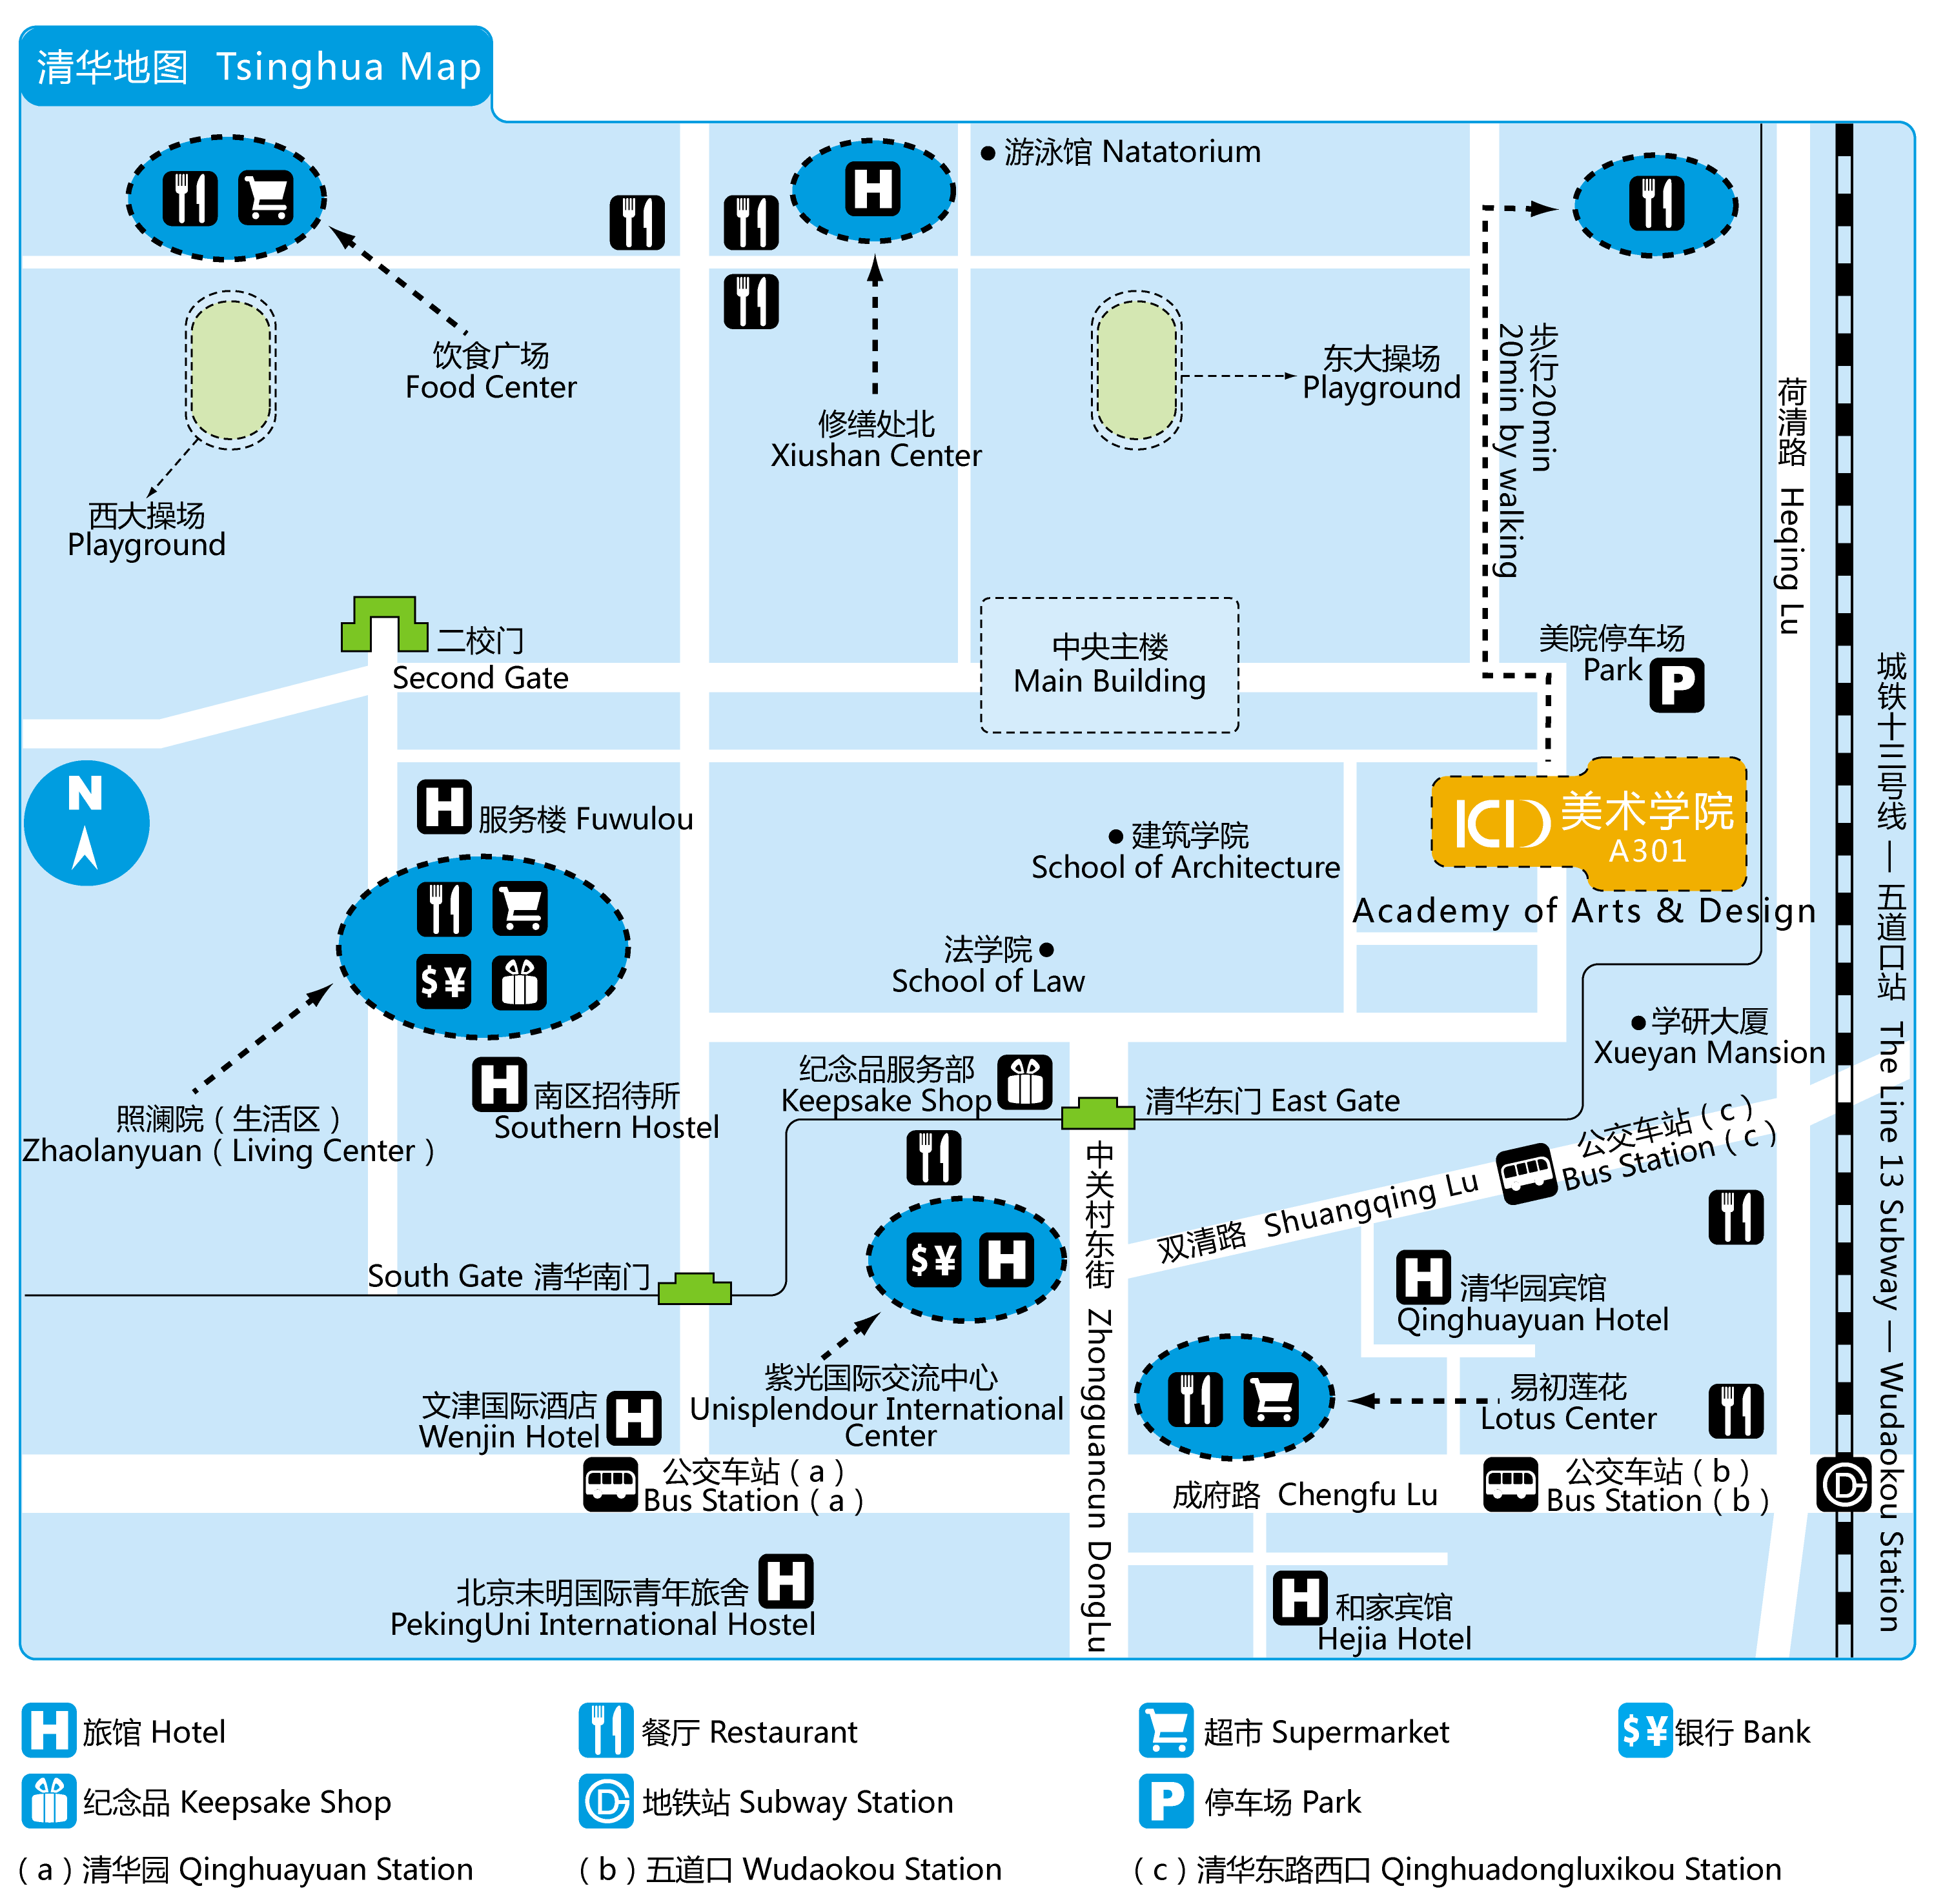 清华地图 Tsinghua Map
游泳馆 Natatorium
饮食广场
Food Center
修缮处北
Xiushan Center
东大操场
Playground
步行20min
20min by walking
荷清路 Heqing Lu
西大操场
Playground
二校门
Second Gate
中央主楼
Main Building
美院停车场
Park
P
N
H
服务楼 Fuwulou
建筑学院
School of Architecture
ICD
美术学院
A301
Academy of Arts & Design
城铁十三号线 — 五道口站 The Line 13 Subway — Wudaokou Station
$ ¥
法学院
School of Law
学研大厦
Xueyan Mansion
H
南区招待所
Southern Hostel
纪念品服务部
Keepsake Shop
清华东门 East Gate
照澜院（生活区）
Zhaolanyuan（Living Center）
中关村东街 Zhongguancun DongLu
公交车站（c）
Bus Station（c）
双清路 Shuangqing Lu
South Gate 清华南门
$ ¥ H
H
清华园宾馆
Qinghuayuan Hotel
紫光国际交流中心
Unisplendour International
Center
文津国际酒店
Wenjin Hotel
H
易初莲花
Lotus Center
公交车站（a）
Bus Station（a）
成府路 Chengfu Lu
公交车站（b）
Bus Station（b）
北京未明国际青年旅舍
PekingUni International Hostel
H
H
和家宾馆
Hejia Hotel
H 旅馆 Hotel
餐厅 Restaurant
超市 Supermarket
$ ¥ 银行 Bank
纪念品 Keepsake Shop
地铁站 Subway Station
P 停车场 Park
（a）清华园 Qinghuayuan Station
（b）五道口 Wudaokou Station
（c）清华东路西口 Qinghuadongluxikou Station